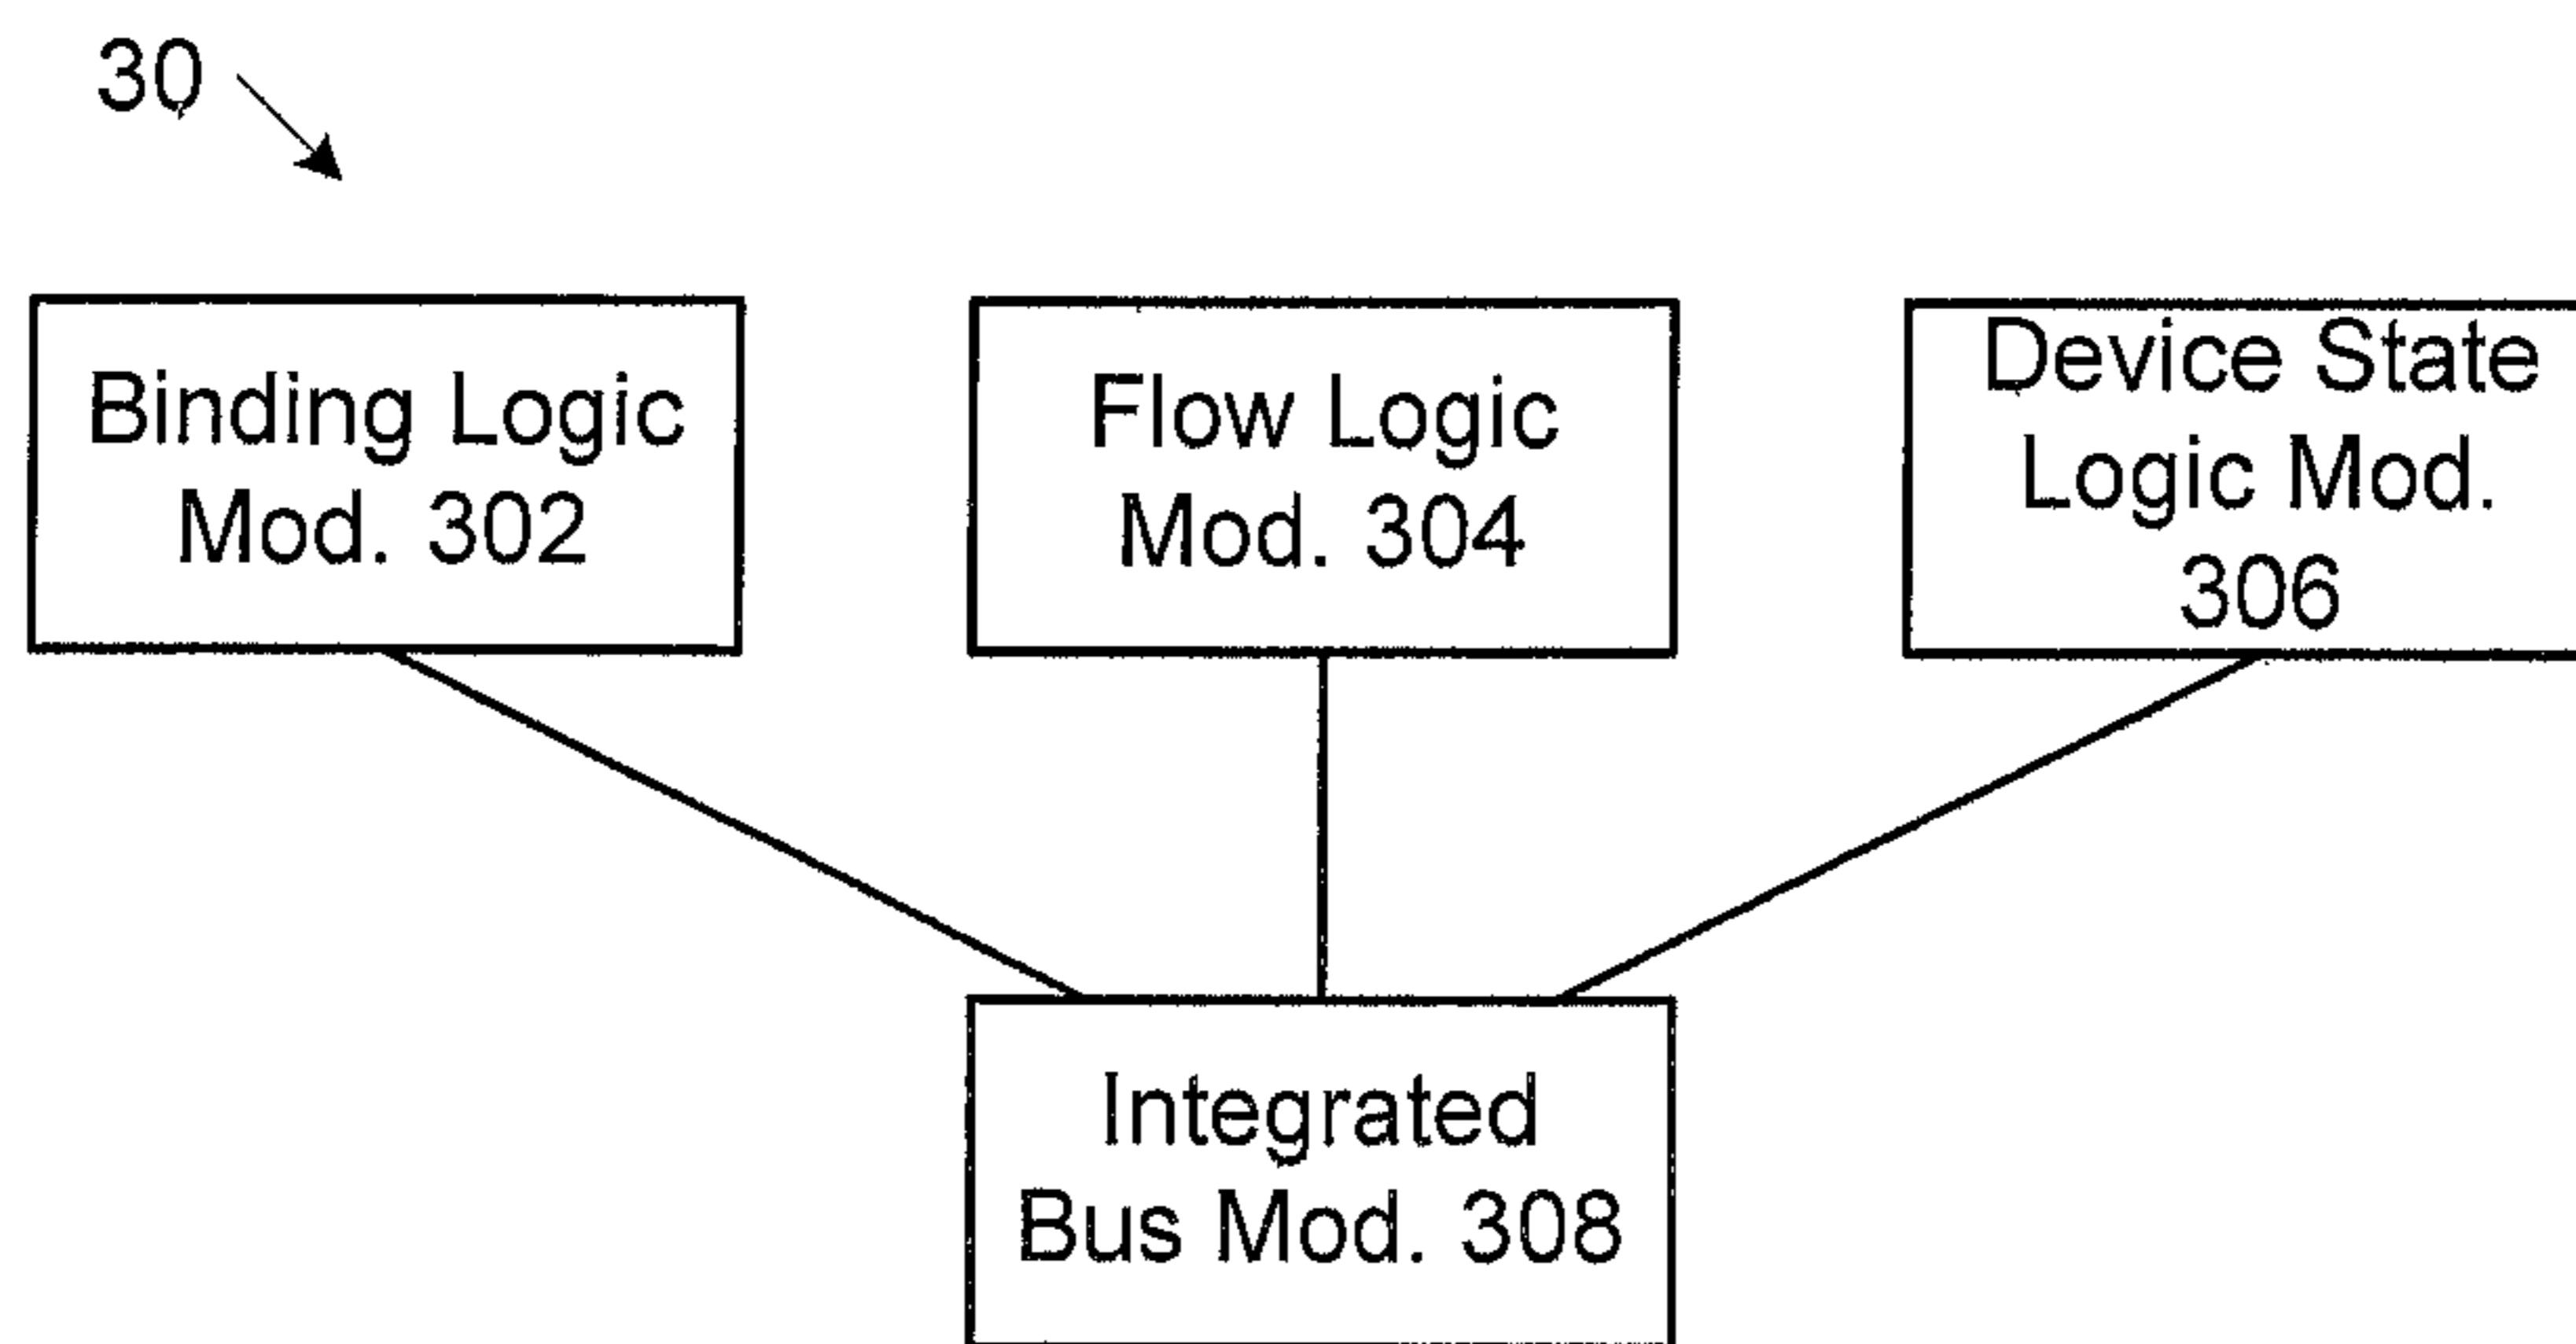 30
Binding Logic
Mod. 302
Flow Logic
Mod. 304
Device State
Logic Mod.
306
Integrated
Bus Mod. 308